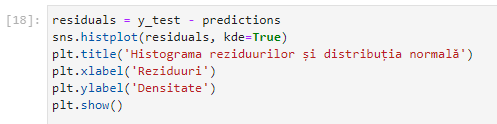 [18]: residuals = y_test - predictions
sns.histplot(residuals, kde=True)
plt.title('Histograma reziduurilor și distribuția normală')
plt.xlabel('Reziduuri')
plt.ylabel('Densitate')
plt.show()